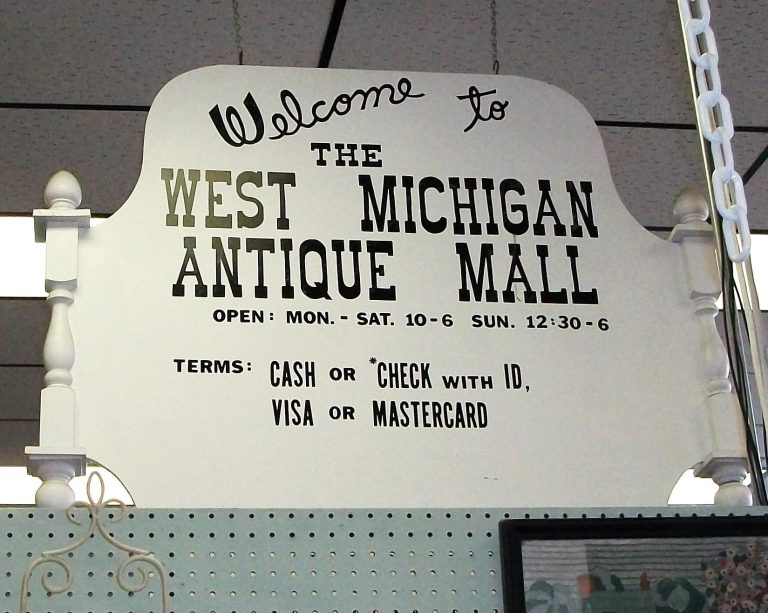 Welcome to
THE
WEST MICHIGAN
ANTIQUE MALL
OPEN: MON. - SAT. 10-6 SUN. 12:30-6
TERMS: CASH OR *CHECK WITH ID,
VISA OR MASTERCARD